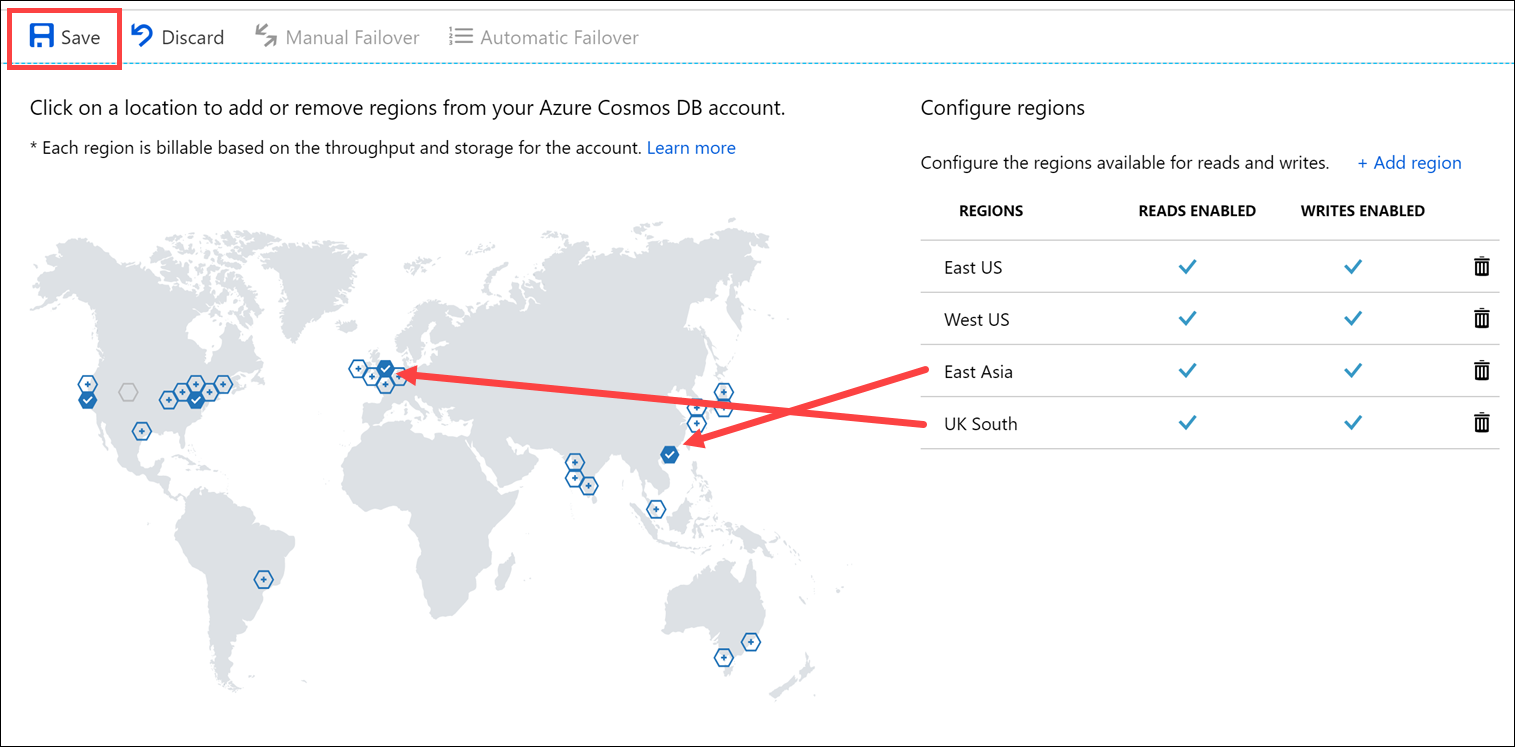 Save Discard Manual Failover Automatic Failover
Click on a location to add or remove regions from your Azure Cosmos DB account.
* Each region is billable based on the throughput and storage for the account. Learn more
Configure regions
Configure the regions available for reads and writes. + Add region
REGIONS READS ENABLED WRITES ENABLED
East US
West US
East Asia
UK South